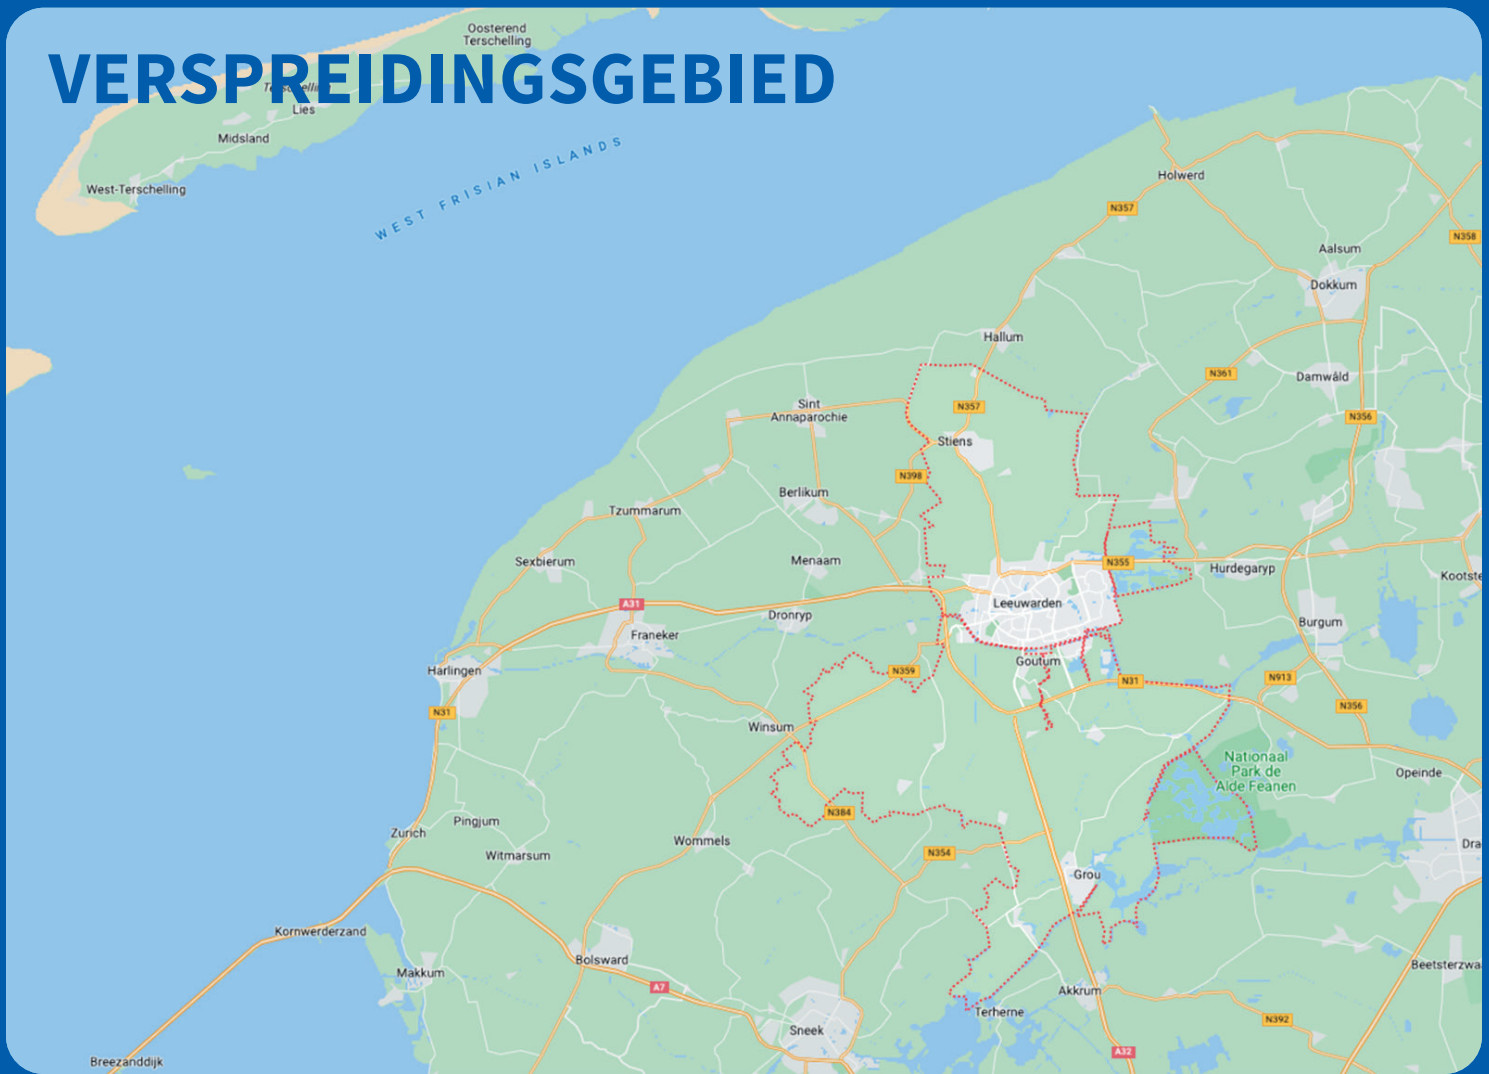 Oosterend
Terschelling
VERSPREIDINGSGEBIED
Terschelling
Lies
Midsland
West-Terschelling
WEST FRISIAN ISLANDS
Holwerd
N357
N358
Aalsum
Dokkum
Hallum
N361
Damwâld
N357
Sint
Annaparochie
N356
Stiens
N398
Berlikum
Tzummarum
Sexbierum
Menaam
N355
Hurdegaryp
Kootste
A31
Leeuwarden
Dronryp
Burgum
Franeker
Goutum
Harlingen
N359
N31
N913
N31
N356
Winsum
Nationaal
Park de
Alde Feanen
Opeinde
N384
Pingjum
Zurich
Wommels
Dra
Witmarsum
N354
Grou
Kornwerderzand
Bolsward
Beetsterzwa
Makkum
A7
Akkrum
Terherne
N392
Sneek
A32
Breezanddijk